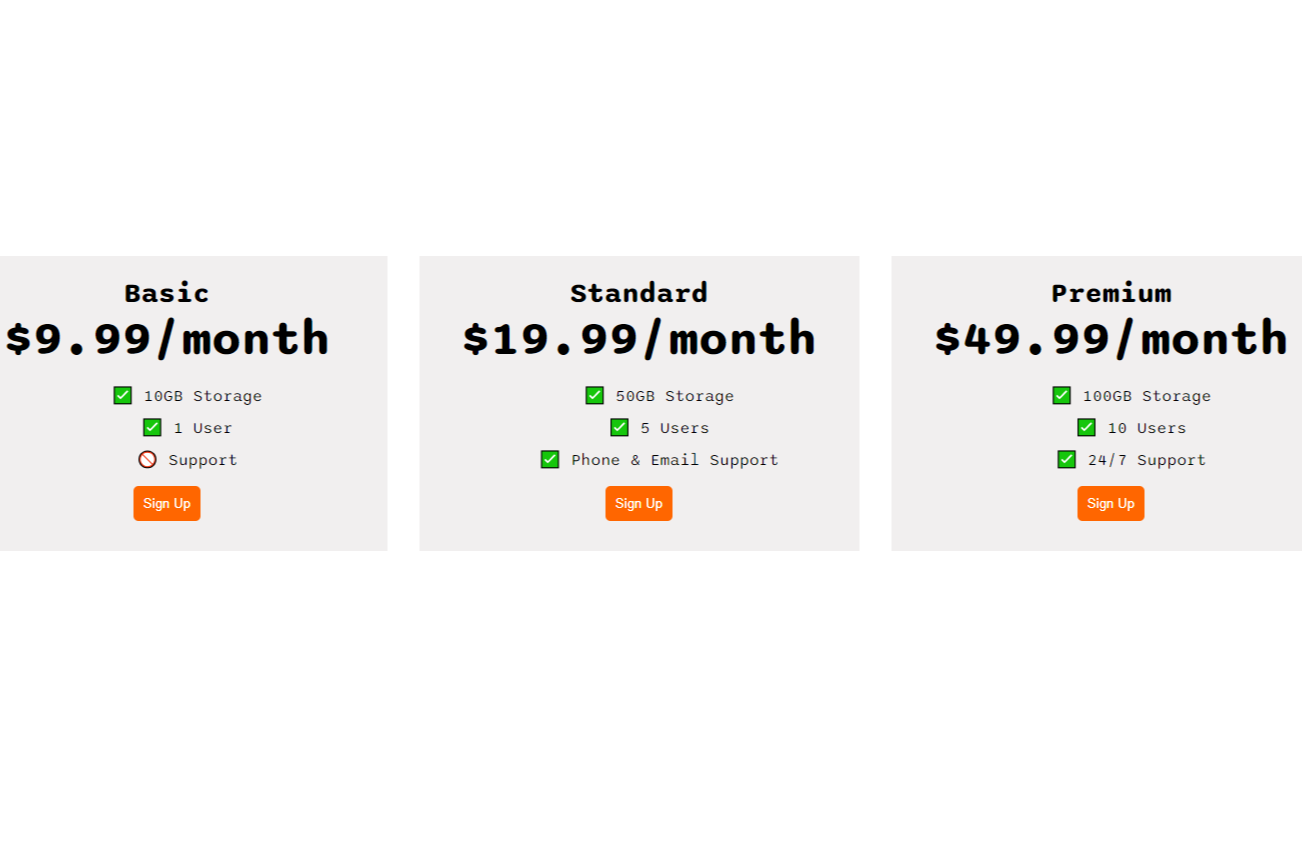 Basic
$9.99/month
✅ 10GB Storage
✅ 1 User
🚫 Support
Sign Up
Standard
$19.99/month
✅ 50GB Storage
✅ 5 Users
✅ Phone & Email Support
Sign Up
Premium
$49.99/month
✅ 100GB Storage
✅ 10 Users
✅ 24/7 Support
Sign Up